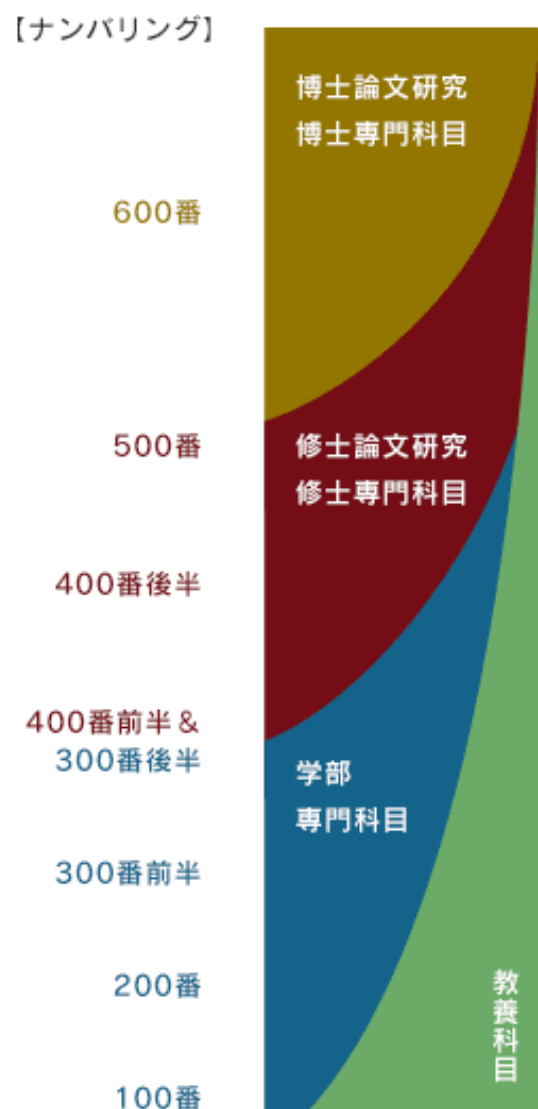 【ナンバリング】
博士論文研究
博士専門科目
600番
500番
修士論文研究
修士専門科目
400番後半
400番前半&
300番後半
学部
専門科目
300番前半
200番
教養科目
100番